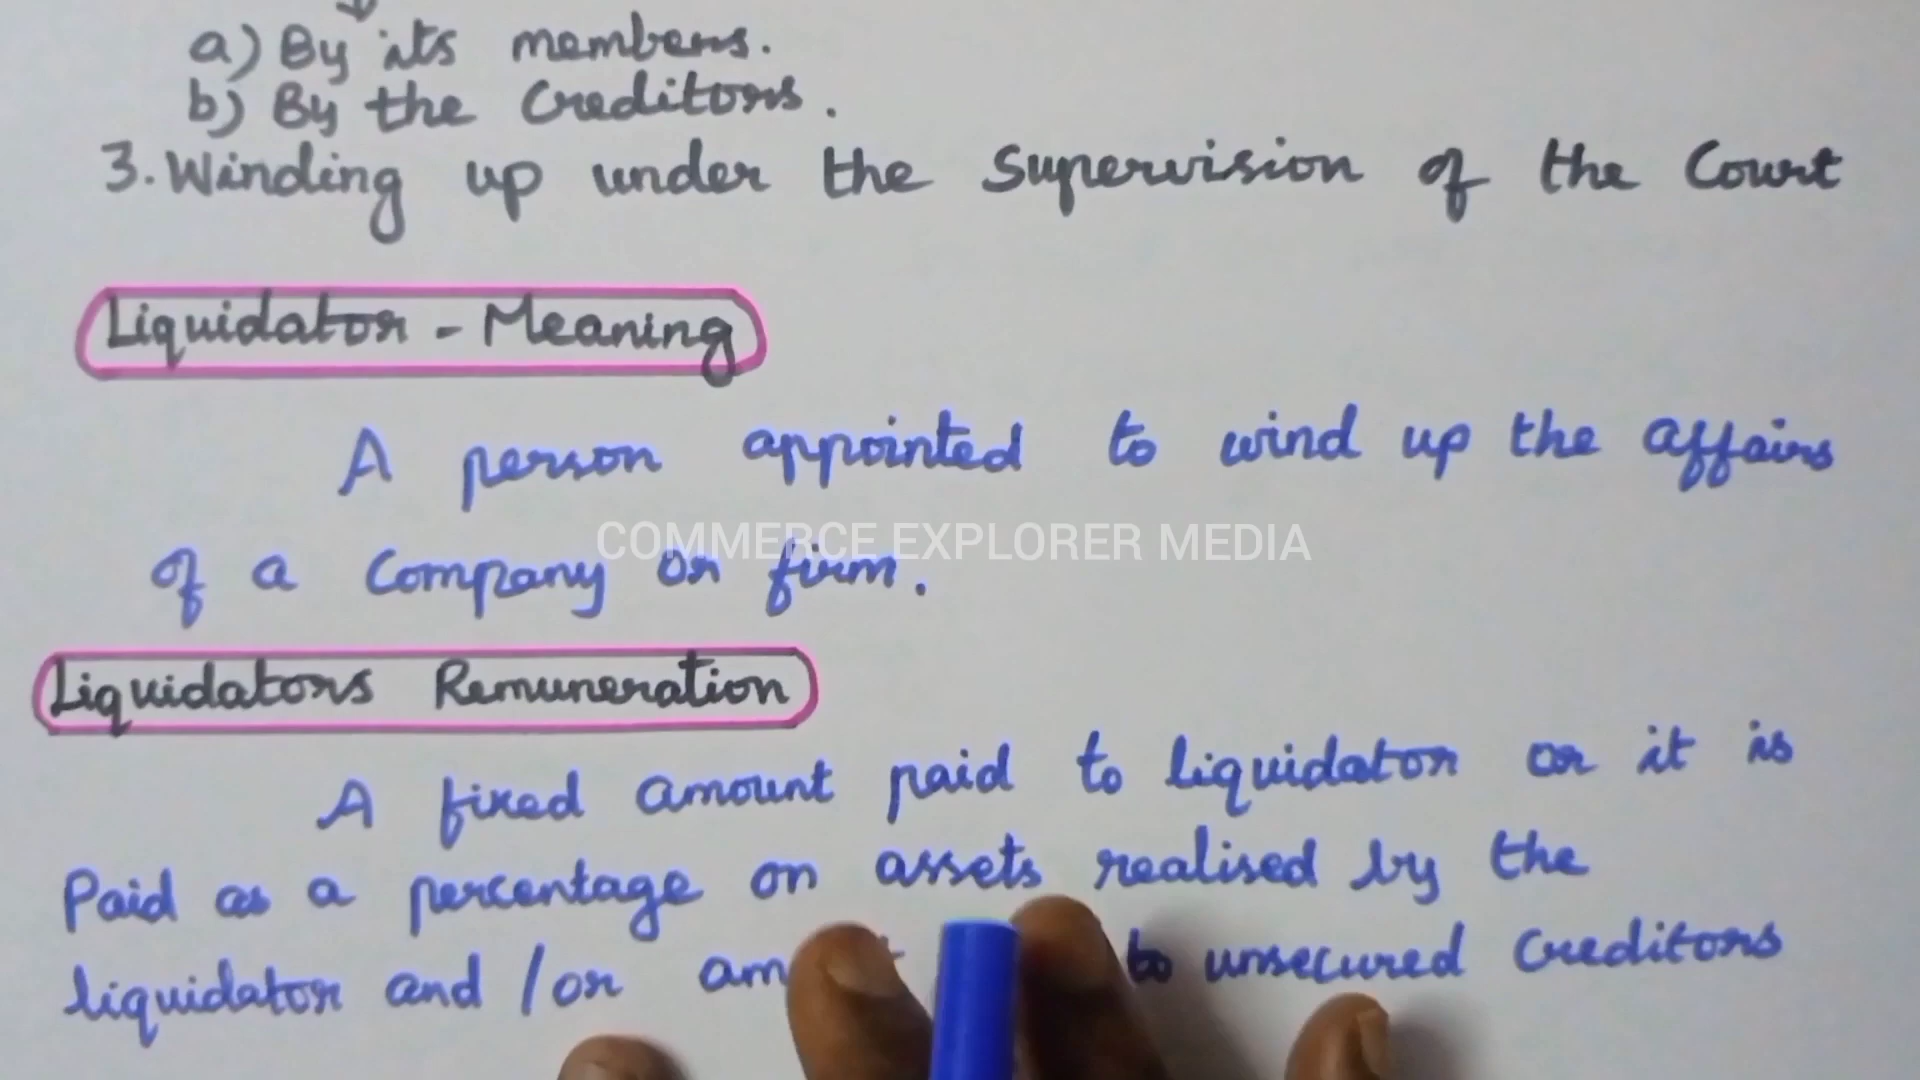 a) By its members.
b) By the Creditors.
3. Winding up under the Supervision of the Court
Liquidator - Meaning
A person appointed to wind up the affairs
COMMERCE EXPLORER MEDIA
of a Company or firm.
Liquidators Remuneration
A fixed amount paid to liquidator or it is
Paid as a percentage on assets realised by the
liquidator and /or to unsecured Creditors